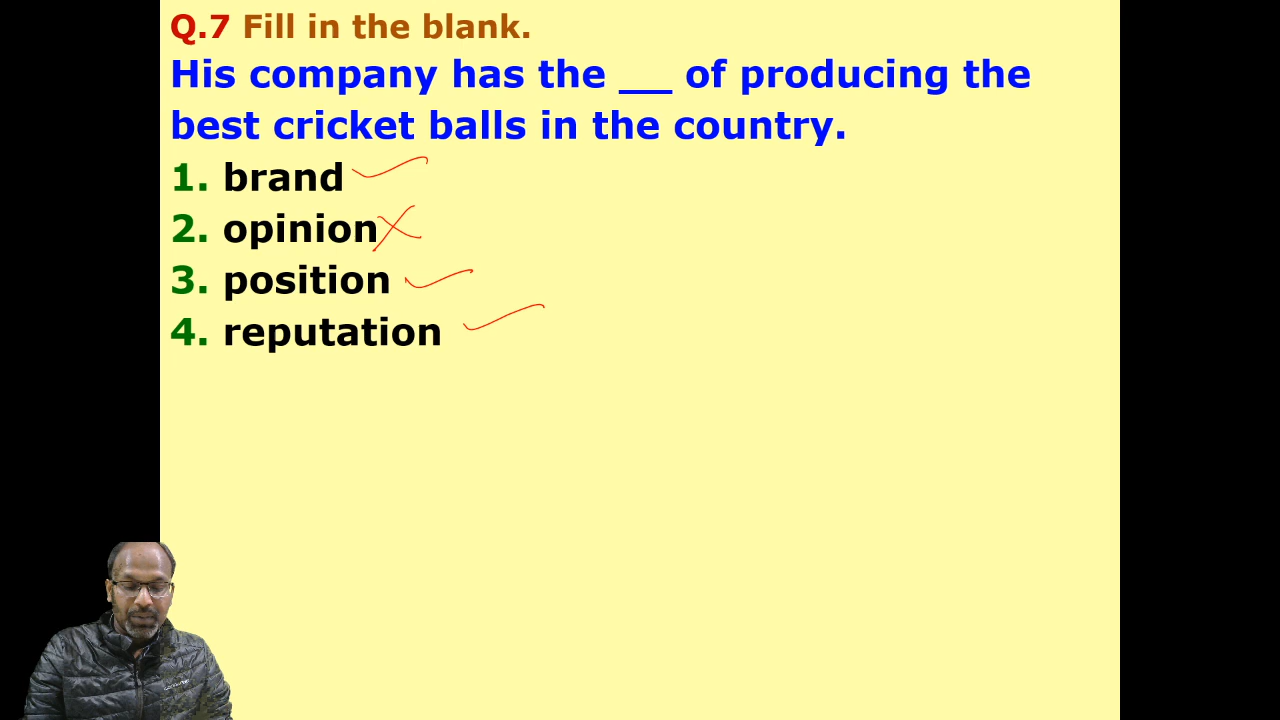 Q.7 Fill in the blank.
His company has the ___ of producing the
best cricket balls in the country.
1. brand
2. opinion
3. position
4. reputation